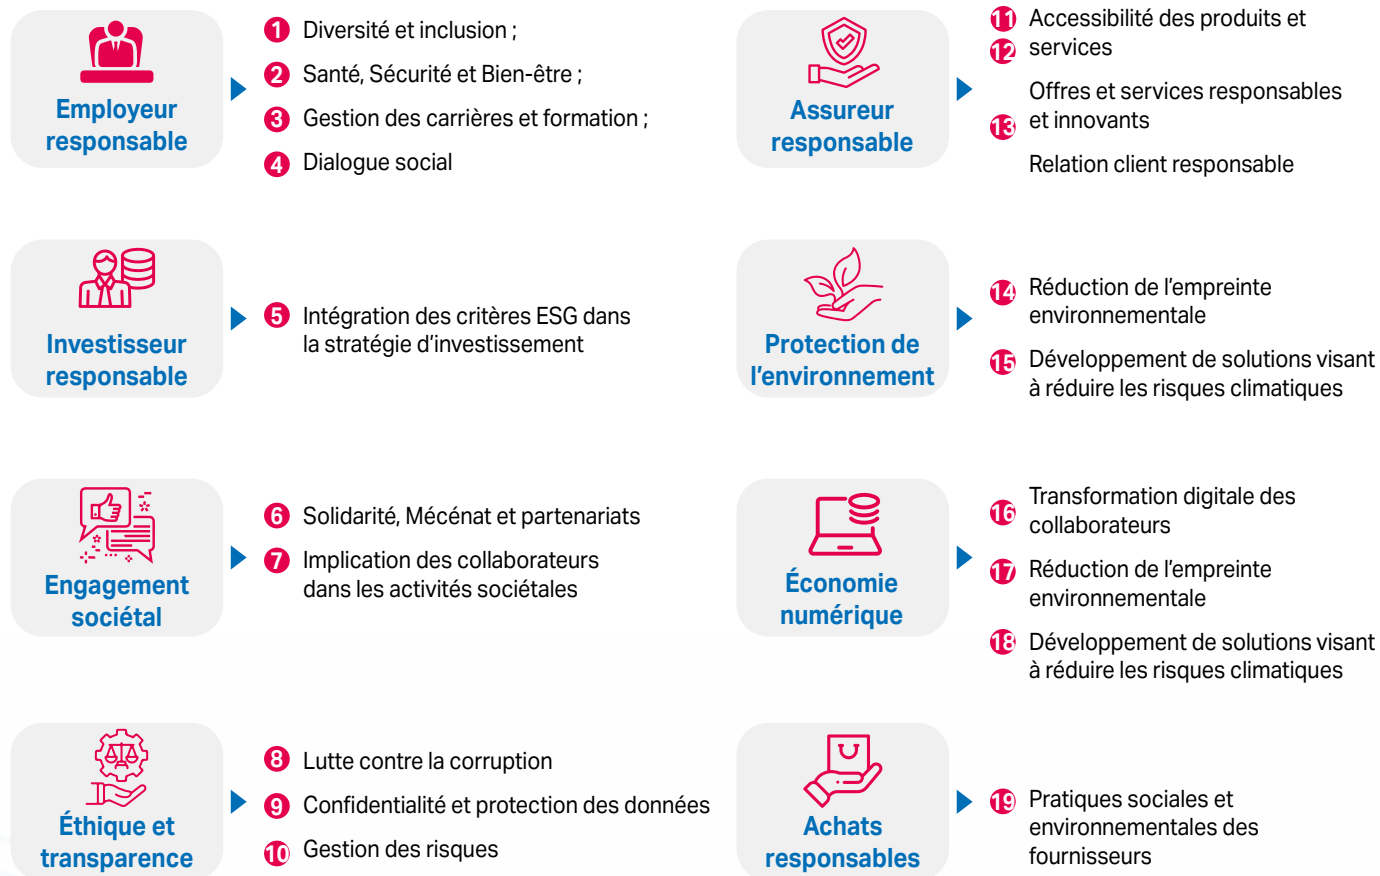 Employeur
responsable
1 Diversité et inclusion ;
2 Santé, Sécurité et Bien-être ;
3 Gestion des carrières et formation ;
4 Dialogue social
Investisseur
responsable
5 Intégration des critères ESG dans
la stratégie d'investissement
Engagement
sociétal
6 Solidarité, Mécénat et partenariats
7 Implication des collaborateurs
dans les activités sociétales
Éthique et
transparence
8 Lutte contre la corruption
9 Confidentialité et protection des données
10 Gestion des risques
Assureur
responsable
11 Accessibilité des produits et
12 services
Offres et services responsables
13 et innovants
Relation client responsable
Protection de
l'environnement
14 Réduction de l'empreinte
environnementale
15 Développement de solutions visant
à réduire les risques climatiques
Économie
numérique
16 Transformation digitale des
collaborateurs
17 Réduction de l'empreinte
environnementale
18 Développement de solutions visant
à réduire les risques climatiques
Achats
responsables
19 Pratiques sociales et
environnementales des
fournisseurs